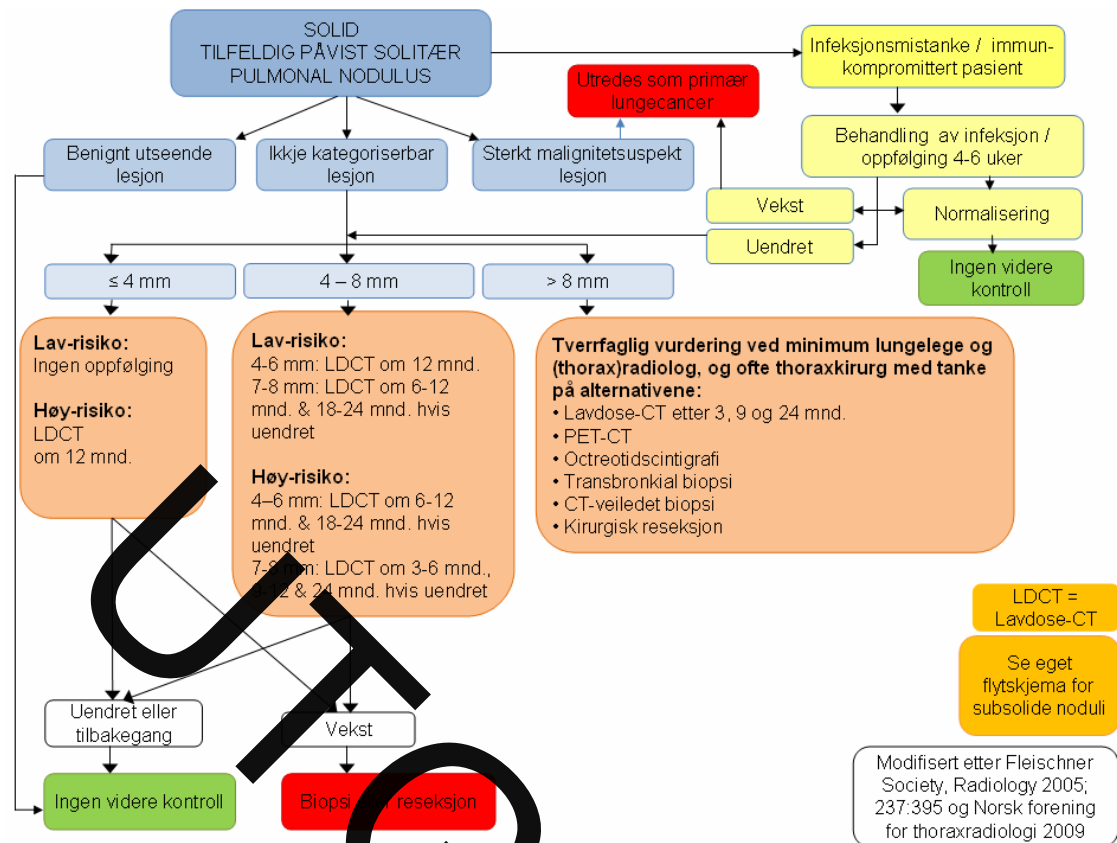 SOLID
TILFELDIG PÅVIST SOLITÆR
PULMONAL NODULUS
Infeksjonsmistanke / immun-
kompromittert pasient
Utredes som primær
lungecancer
Behandling av infeksjon /
oppfølging 4-6 uker
Benignt utseende
lesjon
Ikkje kategoriserbar
lesjon
Sterkt malignitetsuspekt
lesjon
Vekst
Normalisering
Uendret
Ingen videre
kontroll
≤ 4 mm
4 – 8 mm
> 8 mm
Lav-risiko:
Ingen oppfølging
Høy-risiko:
LDCT
om 12 mnd.
Lav-risiko:
4-6 mm: LDCT om 12 mnd.
7-8 mm: LDCT om 6-12
mnd. & 18-24 mnd. hvis
uendret
Høy-risiko:
4–6 mm: LDCT om 6-12
mnd. & 18-24 mnd. hvis
uendret
7-8 mm: LDCT om 3-6 mnd.,
9-12 & 24 mnd. hvis uendret
Tverrfaglig vurdering ved minimum lungelege og
(thorax)radiolog, og ofte thoraxkirurg med tanke
på alternativene:
• Lavdose-CT etter 3, 9 og 24 mnd.
• PET-CT
• Octreotidscintigrafi
• Transbronkial biopsi
• CT-veiledet biopsi
• Kirurgisk reseksjon
LDCT =
Lavdose-CT
Se eget
flytskjema for
subsolide noduli
Uendret eller
tilbakegang
Vekst
Ingen videre kontroll
Biopsi reseksjon
Modifisert etter Fleischner
Society, Radiology 2005;
237:395 og Norsk forening
for thoraxradiologi 2009
UTG